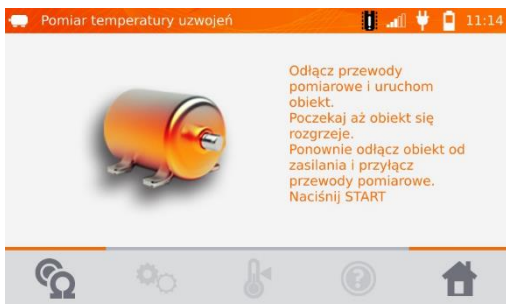 Pomiar temperatury uzwojeń 11:14
Odłącz przewody
pomiarowe i uruchom
obiekt.
Poczekaj aż obiekt się
rozgrzeje.
Ponownie odłącz obiekt od
zasilania i przyłącz
przewody pomiarowe.
Naciśnij START